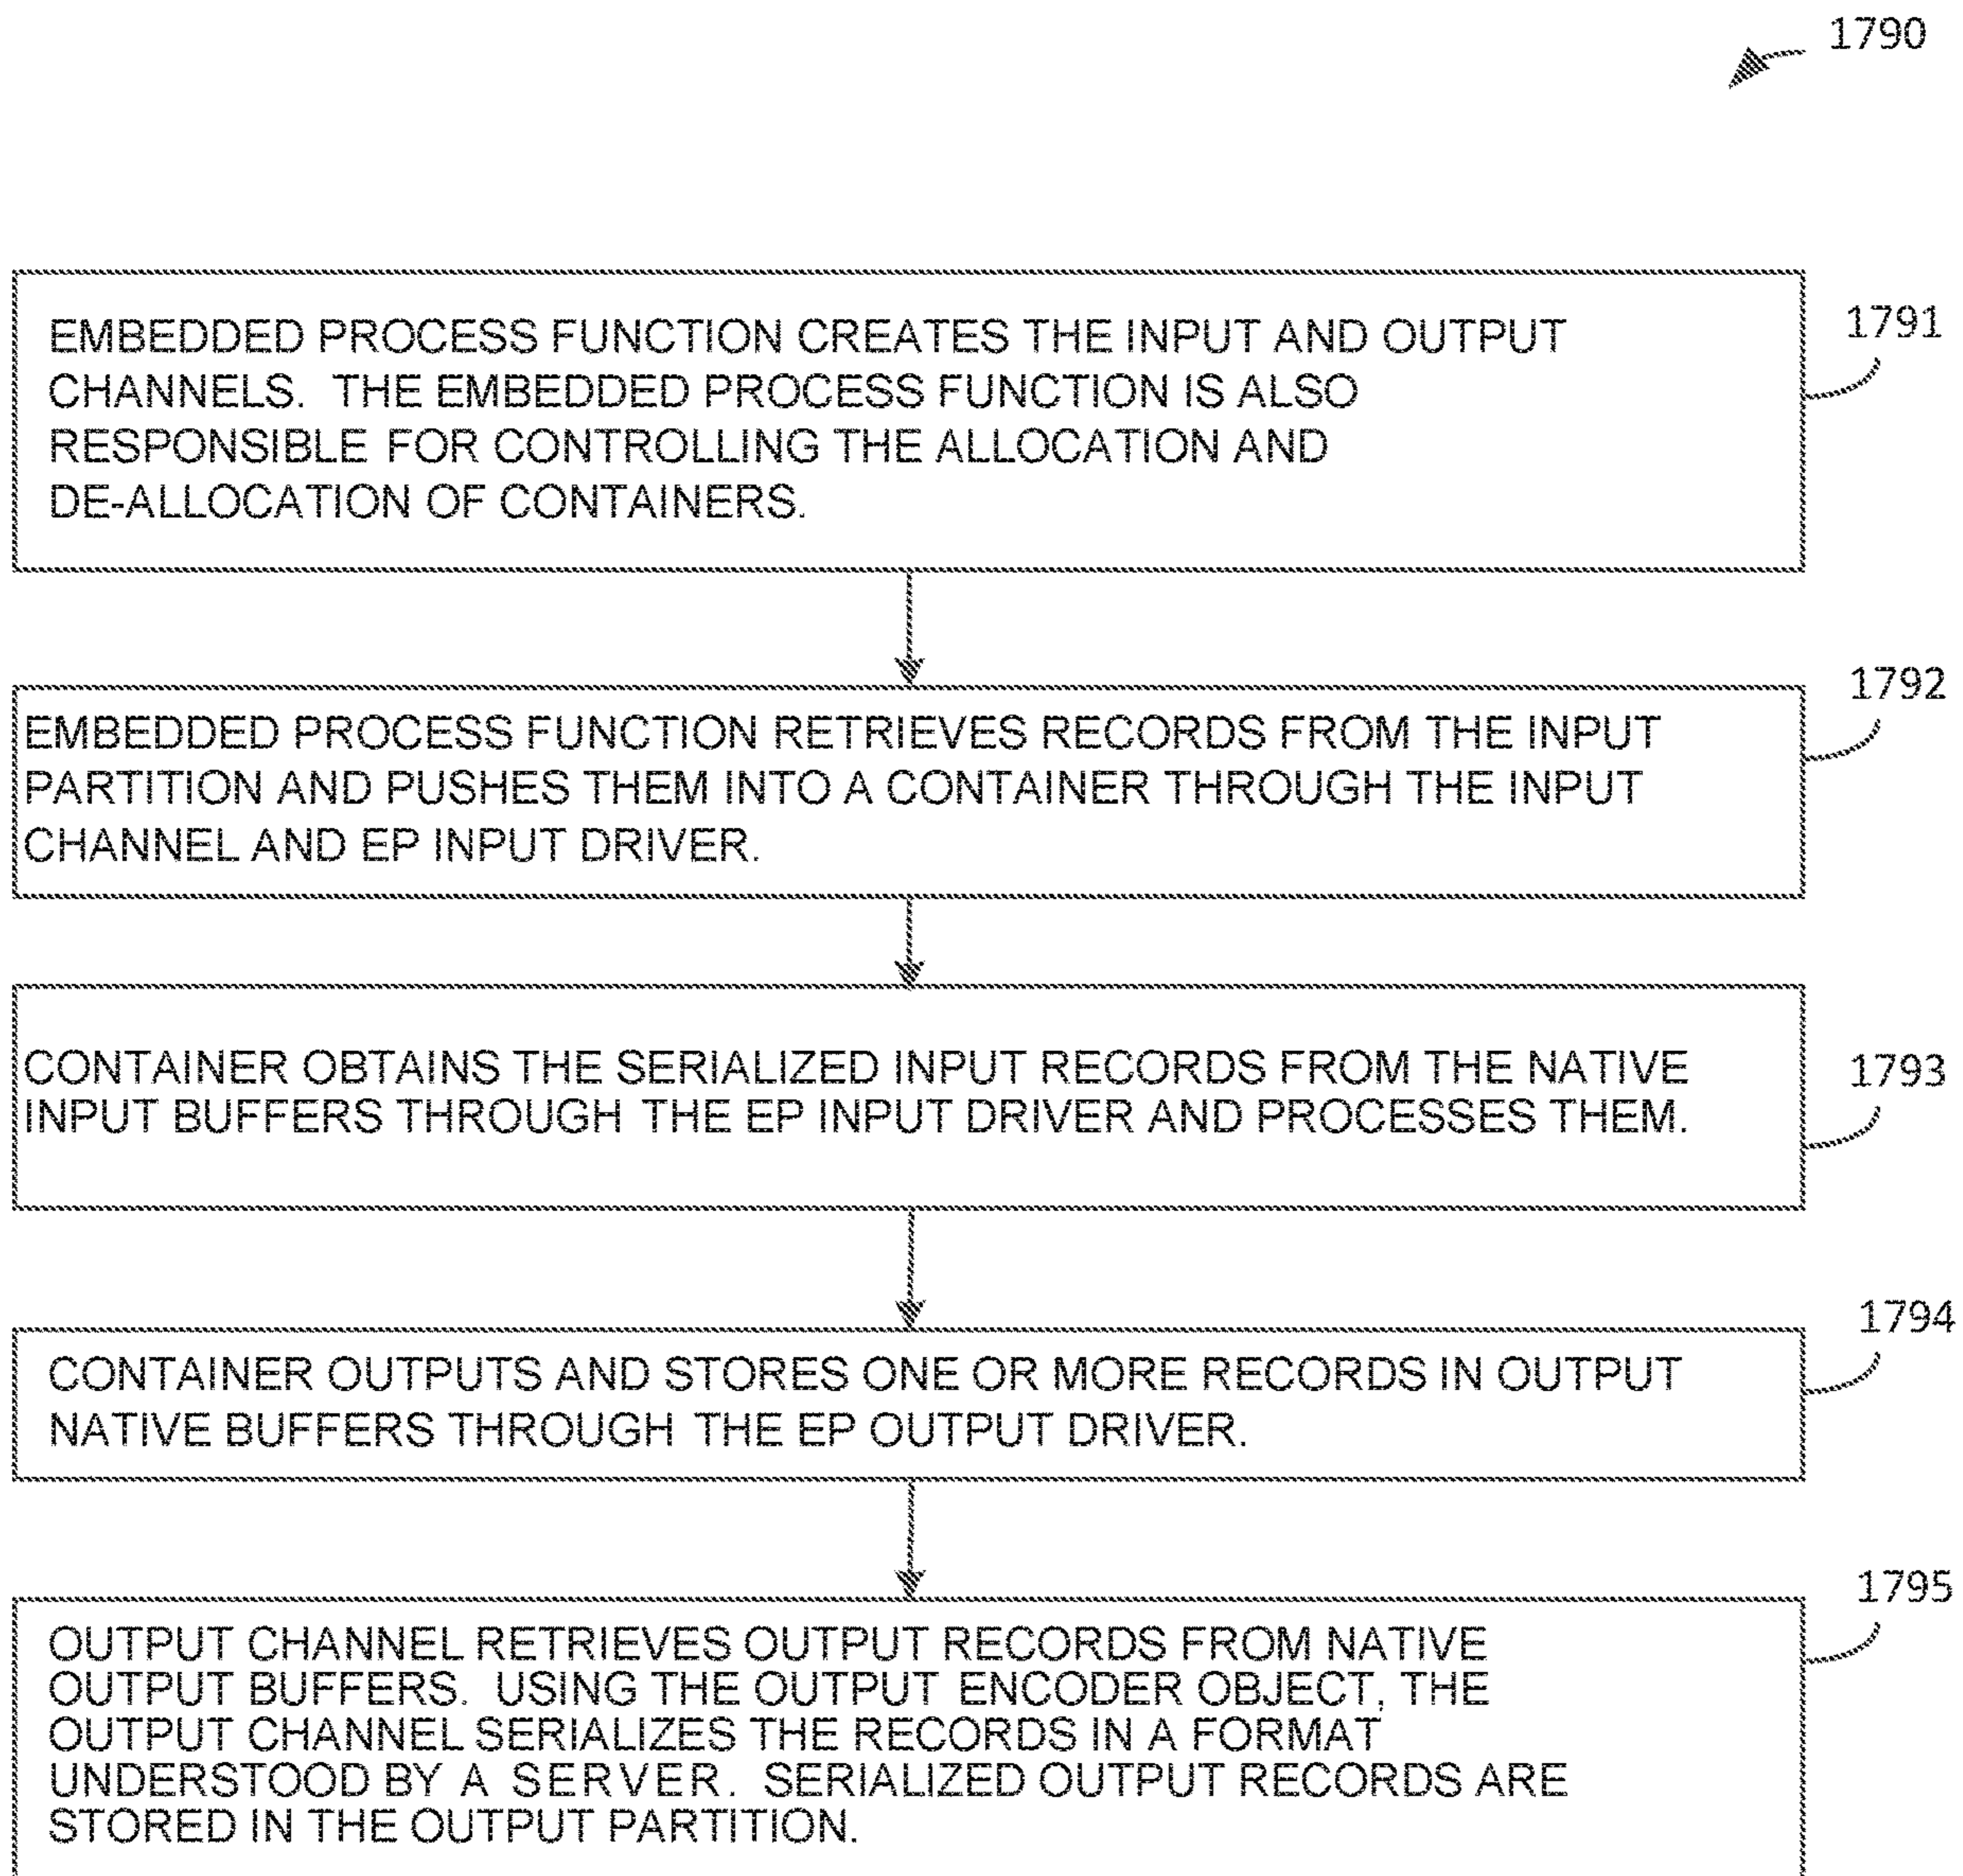 1790
EMBEDDED PROCESS FUNCTION CREATES THE INPUT AND OUTPUT
1791
CHANNELS. THE EMBEDDED PROCESS FUNCTION IS ALSO
RESPONSIBLE FOR CONTROLLING THE ALLOCATION AND
DE-ALLOCATION OF CONTAINERS.
1792
EMBEDDED PROCESS FUNCTION RETRIEVES RECORDS FROM THE INPUT
PARTITION AND PUSHES THEM INTO A CONTAINER THROUGH THE INPUT
CHANNEL AND EP INPUT DRIVER.
CONTAINER OBTAINS THE SERIALIZED INPUT RECORDS FROM THE NATIVE
1793
INPUT BUFFERS THROUGH THE EP INPUT DRIVER AND PROCESSES THEM.
1794
CONTAINER OUTPUTS AND STORES ONE OR MORE RECORDS IN OUTPUT
NATIVE BUFFERS THROUGH THE EP OUTPUT DRIVER.
1795
OUTPUT CHANNEL RETRIEVES OUTPUT RECORDS FROM NATIVE
OUTPUT BUFFERS. USING THE OUTPUT ENCODER OBJECT, THE
OUTPUT CHANNEL SERIALIZES THE RECORDS IN A FORMAT
UNDERSTOOD BY A SERVER. SERIALIZED OUTPUT RECORDS ARE
STORED IN THE OUTPUT PARTITION.